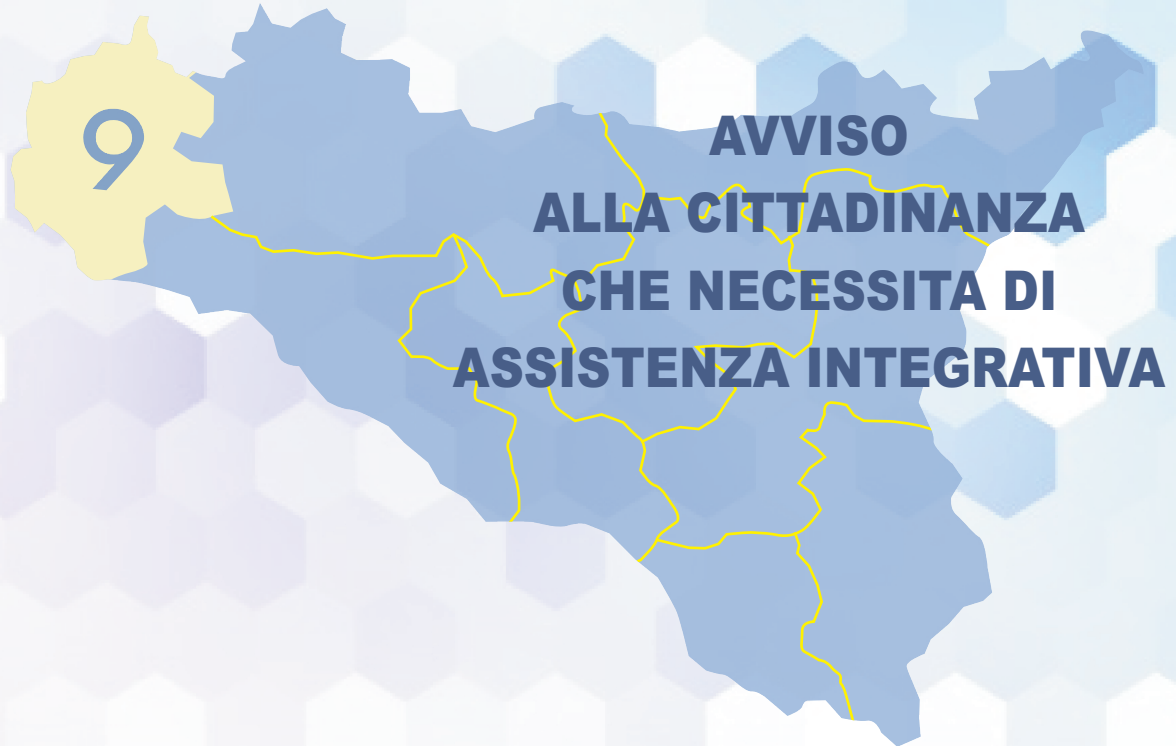 9
AVVISO
ALLA CITTADINANZA
CHE NECESSITA DI
ASSISTENZA INTEGRATIVA